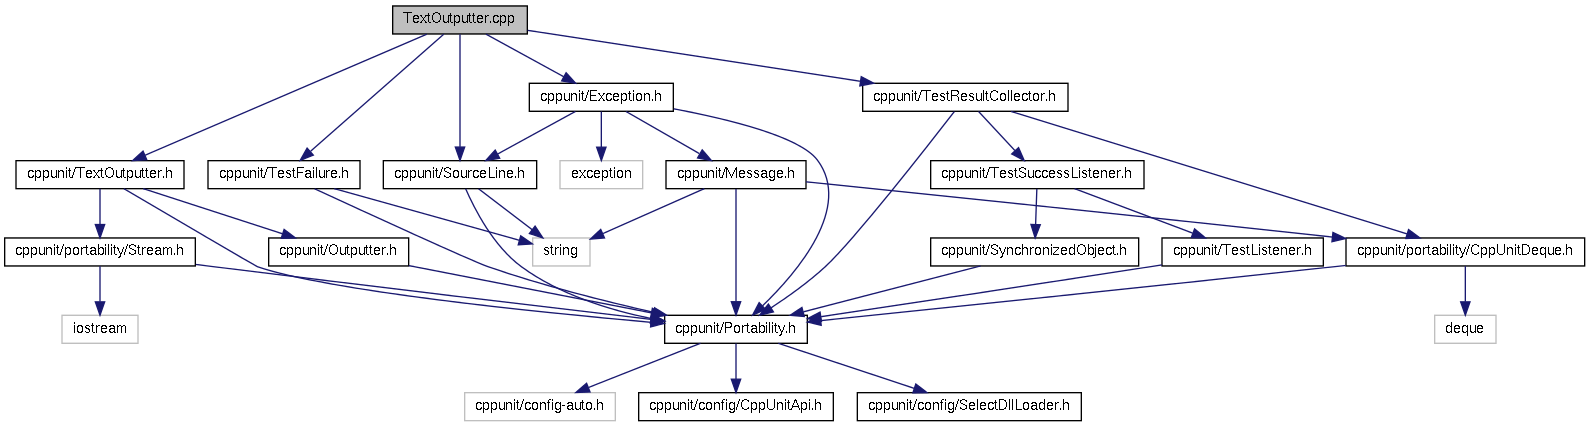 TextOutputter.cpp
cppunit/Exception.h
cppunit/TestResultCollector.h
cppunit/TextOutputter.h
cppunit/TestFailure.h
cppunit/SourceLine.h
exception
cppunit/Message.h
cppunit/TestSuccessListener.h
cppunit/portability/Stream.h
cppunit/Outputter.h
string
cppunit/SynchronizedObject.h
cppunit/TestListener.h
cppunit/portability/CppUnitDeque.h
iostream
cppunit/Portability.h
deque
cppunit/config-auto.h
cppunit/config/CppUnitApi.h
cppunit/config/SelectDllLoader.h